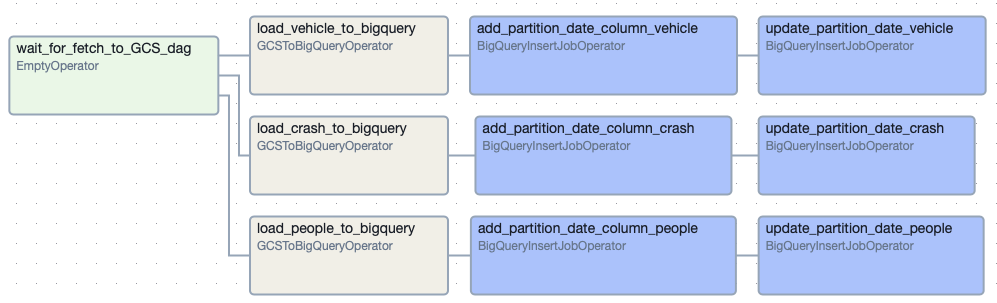 wait_for_fetch_to_GCS_dag
EmptyOperator
load_vehicle_to_bigquery
GCSToBigQueryOperator
add_partition_date_column_vehicle
BigQueryInsertJobOperator
update_partition_date_vehicle
BigQueryInsertJobOperator
load_crash_to_bigquery
GCSToBigQueryOperator
add_partition_date_column_crash
BigQueryInsertJobOperator
update_partition_date_crash
BigQueryInsertJobOperator
load_people_to_bigquery
GCSToBigQueryOperator
add_partition_date_column_people
BigQueryInsertJobOperator
update_partition_date_people
BigQueryInsertJobOperator